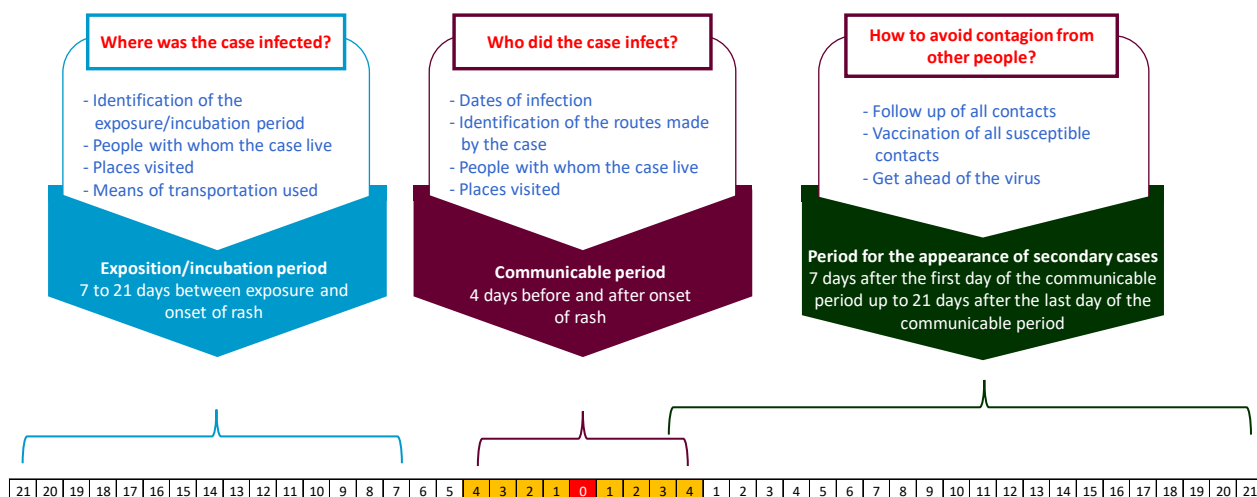 Where was the case infected?
- Identification of the
exposure/incubation period
- People with whom the case live
- Places visited
- Means of transportation used
Exposition/incubation period
7 to 21 days between exposure and
onset of rash
Who did the case infect?
- Dates of infection
- Identification of the routes made
by the case
- People with whom the case live
- Places visited
Communicable period
4 days before and after onset
of rash
How to avoid contagion from
other people?
- Follow up of all contacts
- Vaccination of all susceptible
contacts
- Get ahead of the virus
Period for the appearance of secondary cases
7 days after the first day of the communicable
period up to 21 days after the last day of the
communicable period
21 20 19 18 17 16 15 14 13 12 11 10 9 8 7 6 5 4 3 2 1 0 1 2 3 4 1 2 3 4 5 6 7 8 9 10 11 12 13 14 15 16 17 18 19 20 21